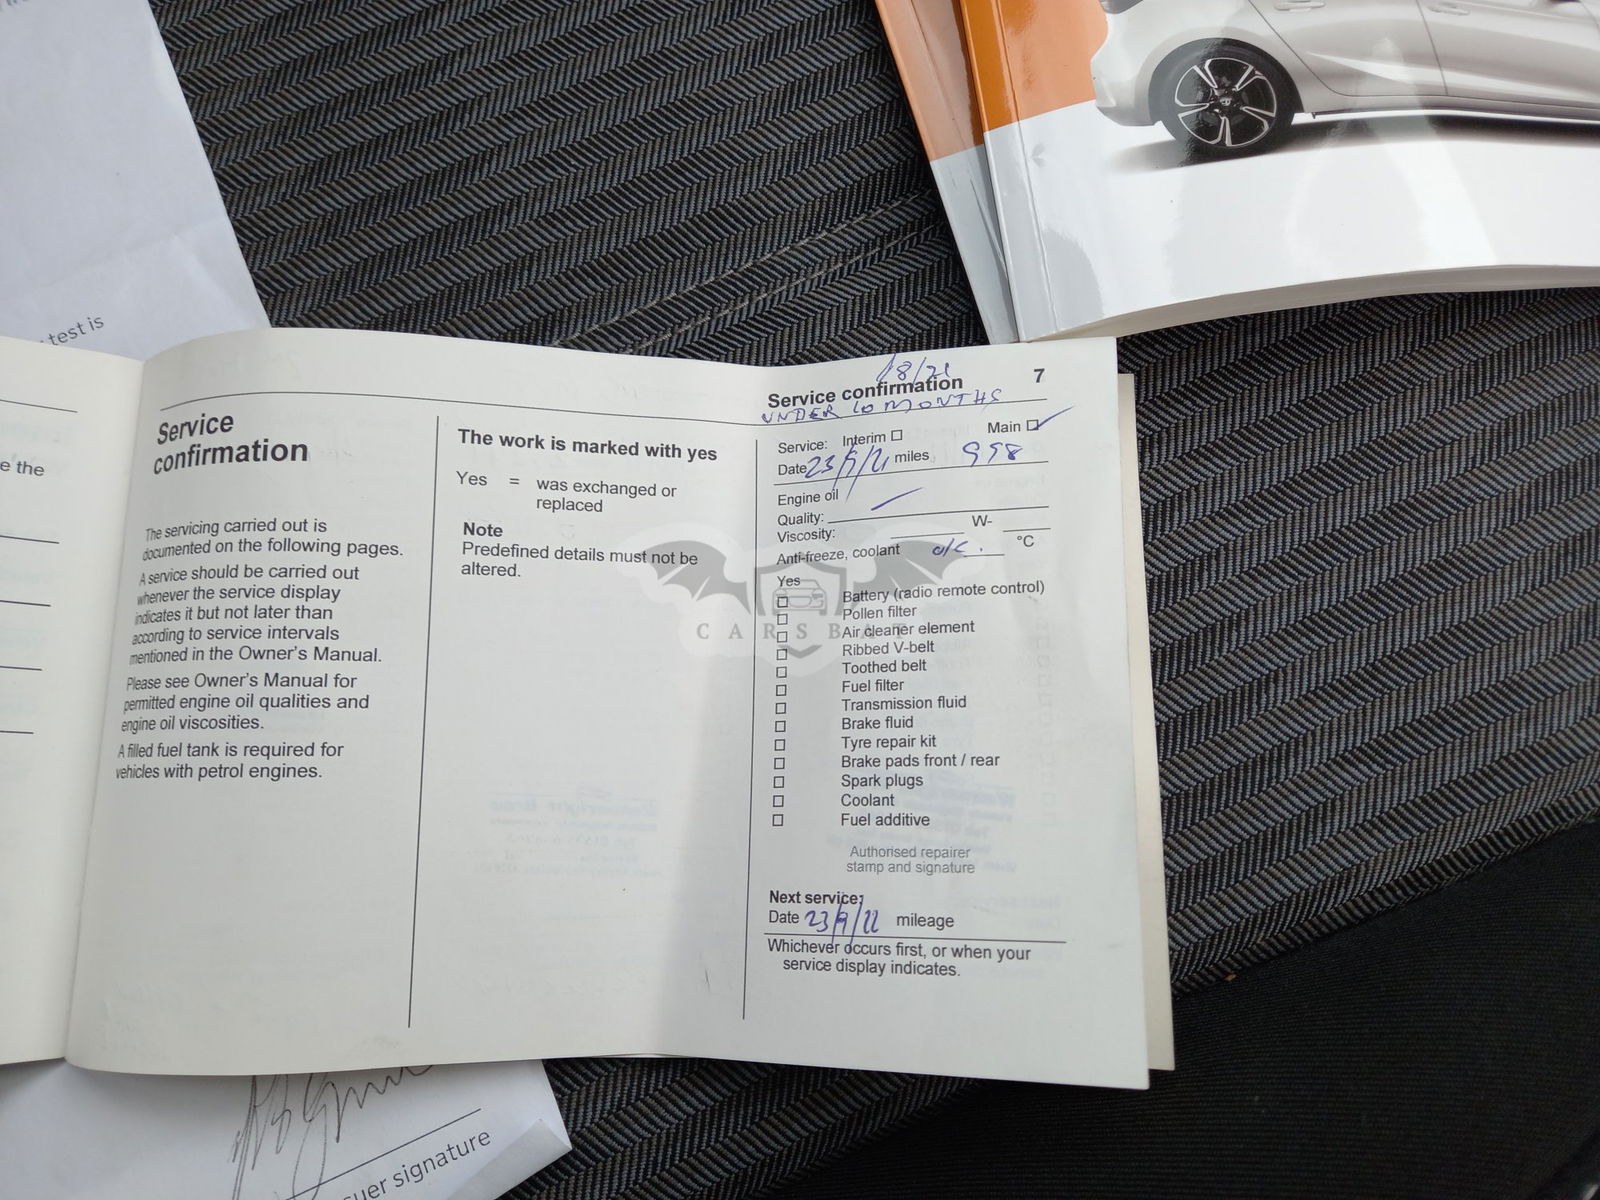 test is
e the
Service
confirmation
The servicing carried out is
documented on the following pages.
A service should be carried out
whenever the service display
indicates it but not later than
according to service intervals
mentioned in the Owner's Manual.
Please see Owner's Manual for
permitted engine oil qualities and
engine oil viscosities.
A filled fuel tank is required for
vehicles with petrol engines.
The work is marked with yes
Yes = was exchanged or
replaced
Note
Predefined details must not be
altered.
18/21
Service confirmation 7
UNDER 10 MONTHS
Service: Interim Main
Date 23/9/21 miles 998
Engine oil
Quality:
Viscosity: W-
Anti-freeze, coolant o/c. °C
Yes
Battery (radio remote control)
Pollen filter
Air cleaner element
Ribbed V-belt
Toothed belt
Fuel filter
Transmission fluid
Brake fluid
Tyre repair kit
Brake pads front / rear
Spark plugs
Coolant
Fuel additive
Authorised repairer
stamp and signature
Next service:
Date 23/9/22 mileage
Whichever occurs first, or when your
service display indicates.
CARSBAT
suer signature